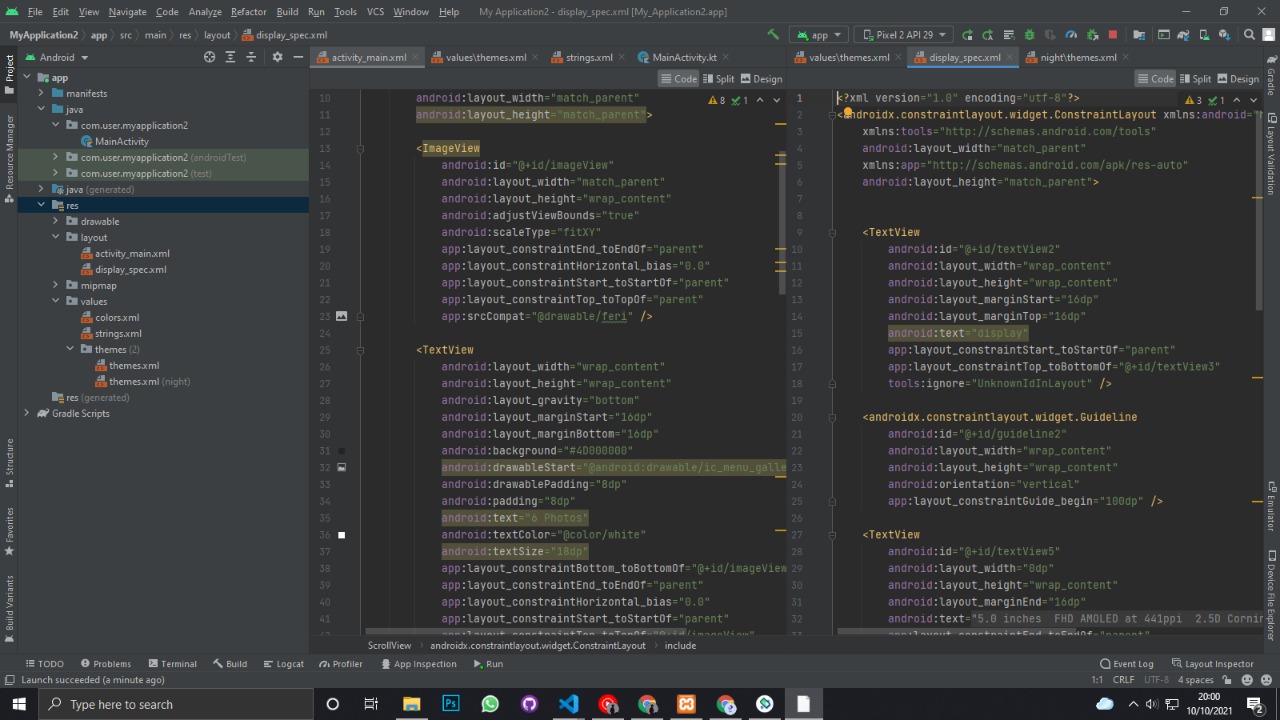 File Edit View Navigate Code Analyze Refactor Build Run Tools VCS Window Help My Application2 - display_spec.xml [My_Application2.app]
MyApplication2 app src main res layout display_spec.xml app Pixel 2 API 29
Android activity_main.xml values\themes.xml strings.xml MainActivity.kt values\themes.xml display_spec.xml night\themes.xml
Code Split Design Code Split Design
Project
Resource Manager
Structure
Favorites
Build Variants
app
manifests
java
com.user.myapplication2
MainActivity
com.user.myapplication2 (androidTest)
com.user.myapplication2 (test)
java (generated)
res
drawable
layout
activity_main.xml
display_spec.xml
mipmap
values
colors.xml
strings.xml
themes (2)
themes.xml
themes.xml (night)
res (generated)
Gradle Scripts
8 1
10 android:layout_width="match_parent"
11 android:layout_height="match_parent">
12
13 <ImageView
14 android:id="@+id/imageView"
15 android:layout_width="match_parent"
16 android:layout_height="wrap_content"
17 android:adjustViewBounds="true"
18 android:scaleType="fitXY"
19 app:layout_constraintEnd_toEndOf="parent"
20 app:layout_constraintHorizontal_bias="0.0"
21 app:layout_constraintStart_toStartOf="parent"
22 app:layout_constraintTop_toTopOf="parent"
23 app:srcCompat="@drawable/feri" />
24
25 <TextView
26 android:layout_width="wrap_content"
27 android:layout_height="wrap_content"
28 android:layout_gravity="bottom"
29 android:layout_marginStart="16dp"
30 android:layout_marginBottom="16dp"
31 android:background="#4D000000"
32 android:drawableStart="@android:drawable/ic_menu_galle
33 android:drawablePadding="8dp"
34 android:padding="8dp"
35 android:text="6 Photos"
36 android:textColor="@color/white"
37 android:textSize="18dp"
38 app:layout_constraintBottom_toBottomOf="@+id/imageView
39 app:layout_constraintEnd_toEndOf="parent"
40 app:layout_constraintHorizontal_bias="0.0"
41 app:layout_constraintStart_toStartOf="parent"
42 app:layout_constraintTop_toTopOf="@+id/imageView"
3 1
1 <?xml version="1.0" encoding="utf-8"?>
2 <androidx.constraintlayout.widget.ConstraintLayout xmlns:android="
3 xmlns:tools="http://schemas.android.com/tools"
4 android:layout_width="match_parent"
5 xmlns:app="http://schemas.android.com/apk/res-auto"
6 android:layout_height="match_parent">
7
8
9 <TextView
10 android:id="@+id/textView2"
11 android:layout_width="wrap_content"
12 android:layout_height="wrap_content"
13 android:layout_marginStart="16dp"
14 android:layout_marginTop="16dp"
15 android:text="display"
16 app:layout_constraintStart_toStartOf="parent"
17 app:layout_constraintTop_toBottomOf="@+id/textView3"
18 tools:ignore="UnknownIdInLayout" />
19
20 <androidx.constraintlayout.widget.Guideline
21 android:id="@+id/guideline2"
22 android:layout_width="wrap_content"
23 android:layout_height="wrap_content"
24 android:orientation="vertical"
25 app:layout_constraintGuide_begin="100dp" />
26
27 <TextView
28 android:id="@+id/textView5"
29 android:layout_width="0dp"
30 android:layout_height="wrap_content"
31 android:layout_marginEnd="16dp"
32 android:text="5.0 inches FHD AMOLED at 441ppi 2.5D Cornin
33 app:layout_constraintEnd_toEndOf="parent"
Gradle
Layout Validation
Emulator
Device File Explorer
ScrollView androidx.constraintlayout.widget.ConstraintLayout include
TODO Problems Terminal Build Logcat Profiler App Inspection Run Event Log Layout Inspector
Launch succeeded (a minute ago) 1:1 CRLF UTF-8 4 spaces
Type here to search
20:00
10/10/2021
2